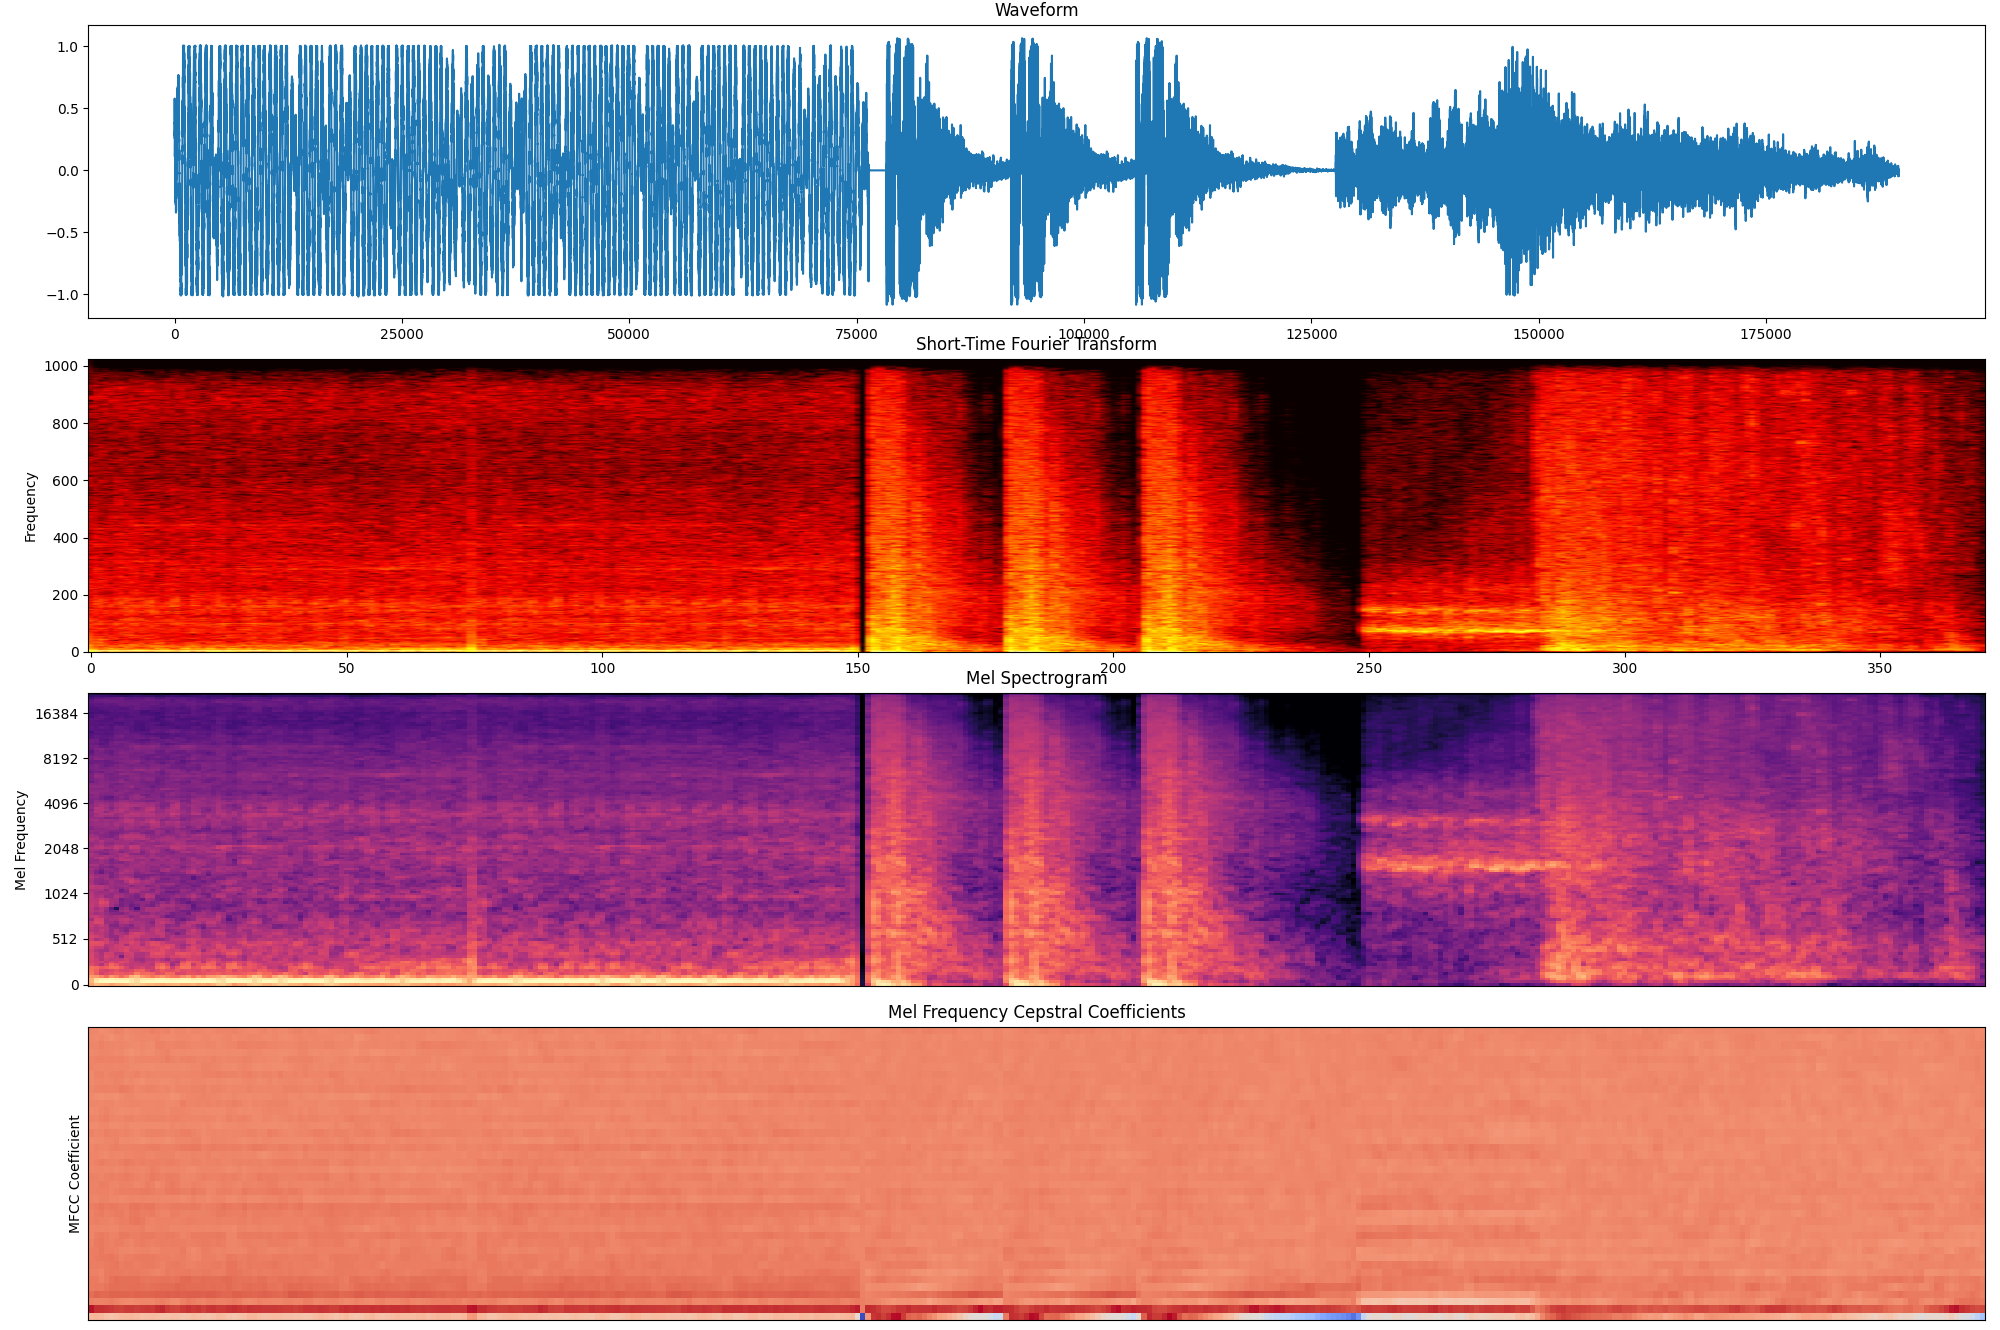 Waveform
1.0
0.5
0.0
−0.5
−1.0
0 25000 50000 75000 100000 125000 150000 175000
Short-Time Fourier Transform
Frequency
1000
800
600
400
200
0
0 50 100 150 200 250 300 350
Mel Spectrogram
Mel Frequency
16384
8192
4096
2048
1024
512
0
Mel Frequency Cepstral Coefficients
MFCC Coefficient